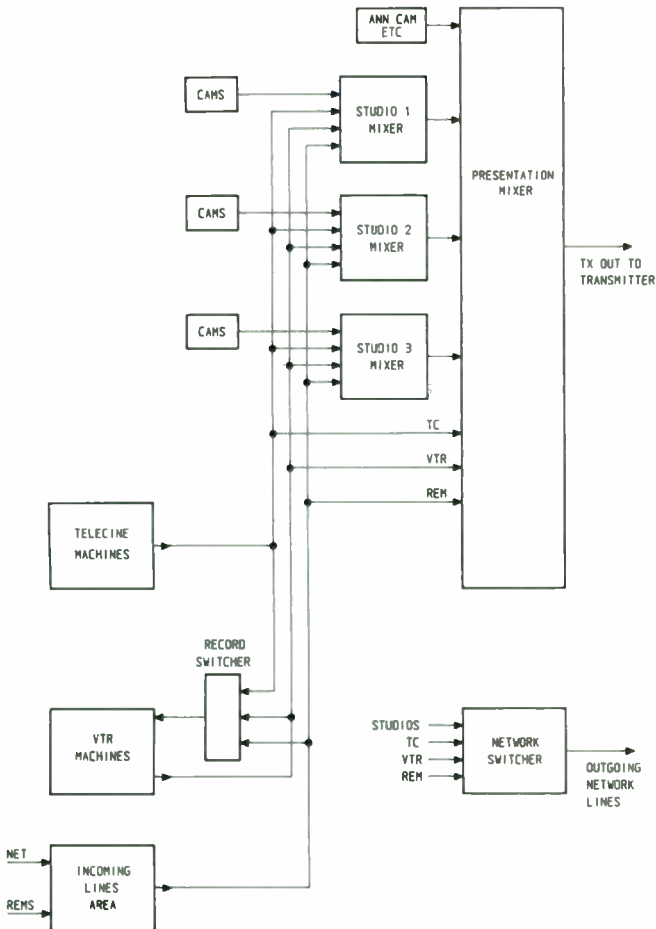 ANN CAM
ETC
CAMS
STUDIO 1
MIXER
PRESENTATION
MIXER
CAMS
STUDIO 2
MIXER
TX OUT TO
TRANSMITTER
CAMS
STUDIO 3
MIXER
TC
VTR
REM
TELECINE
MACHINES
RECORD
SWITCHER
VTR
MACHINES
STUDIOS
TC
VTR
REM
NETWORK
SWITCHER
OUTGOING
NETWORK
LINES
NET
REMS
INCOMING
LINES
AREA